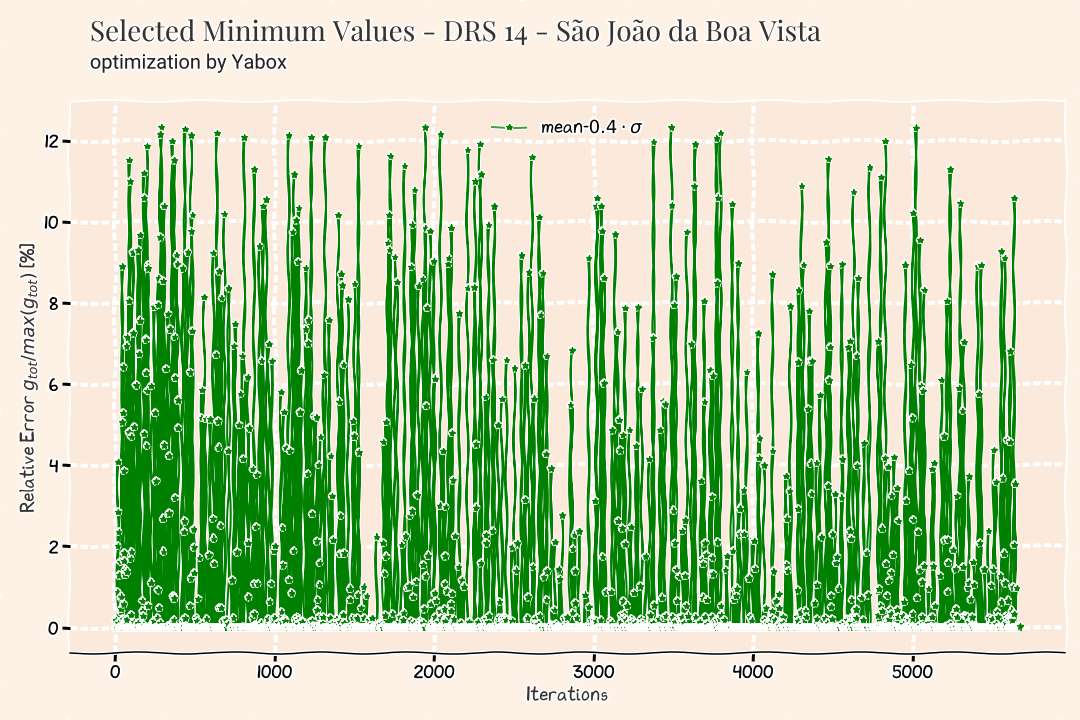 Selected Minimum Values - DRS 14 - São João da Boa Vista
optimization by Yabox
mean-0.4 · σ
Relative Error g_tot/max(g_tot) [%]
12
10
8
6
4
2
0
0 1000 2000 3000 4000 5000
Iterations